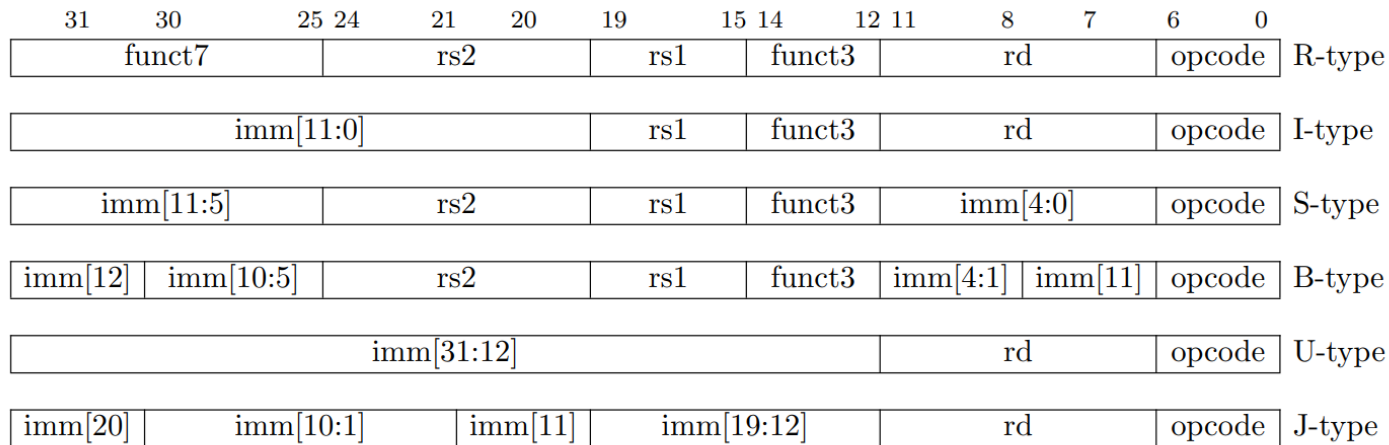 31 30 25 24 21 20 19 15 14 12 11 8 7 6 0
funct7 rs2 rs1 funct3 rd opcode R-type
imm[11:0] rs1 funct3 rd opcode I-type
imm[11:5] rs2 rs1 funct3 imm[4:0] opcode S-type
imm[12] imm[10:5] rs2 rs1 funct3 imm[4:1] imm[11] opcode B-type
imm[31:12] rd opcode U-type
imm[20] imm[10:1] imm[11] imm[19:12] rd opcode J-type